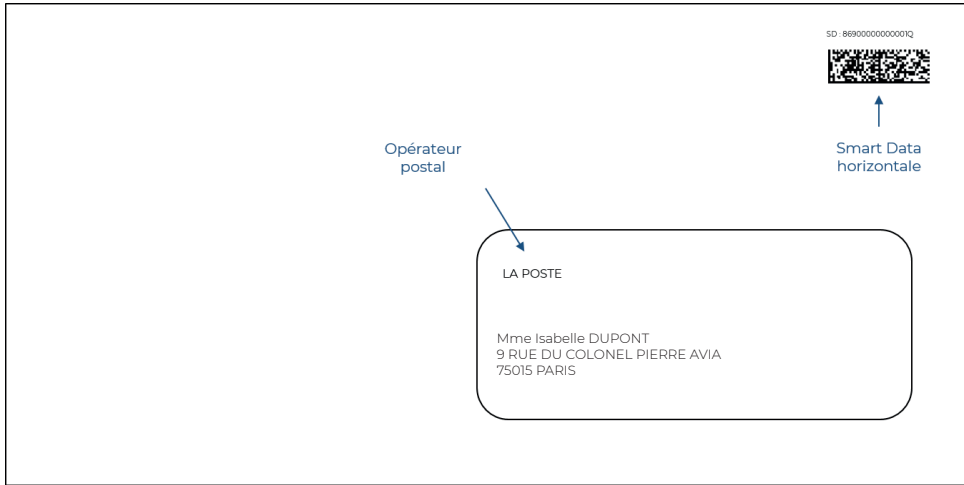 SD : 869000000000001Q
Opérateur
postal
Smart Data
horizontale
LA POSTE
Mme Isabelle DUPONT
9 RUE DU COLONEL PIERRE AVIA
75015 PARIS